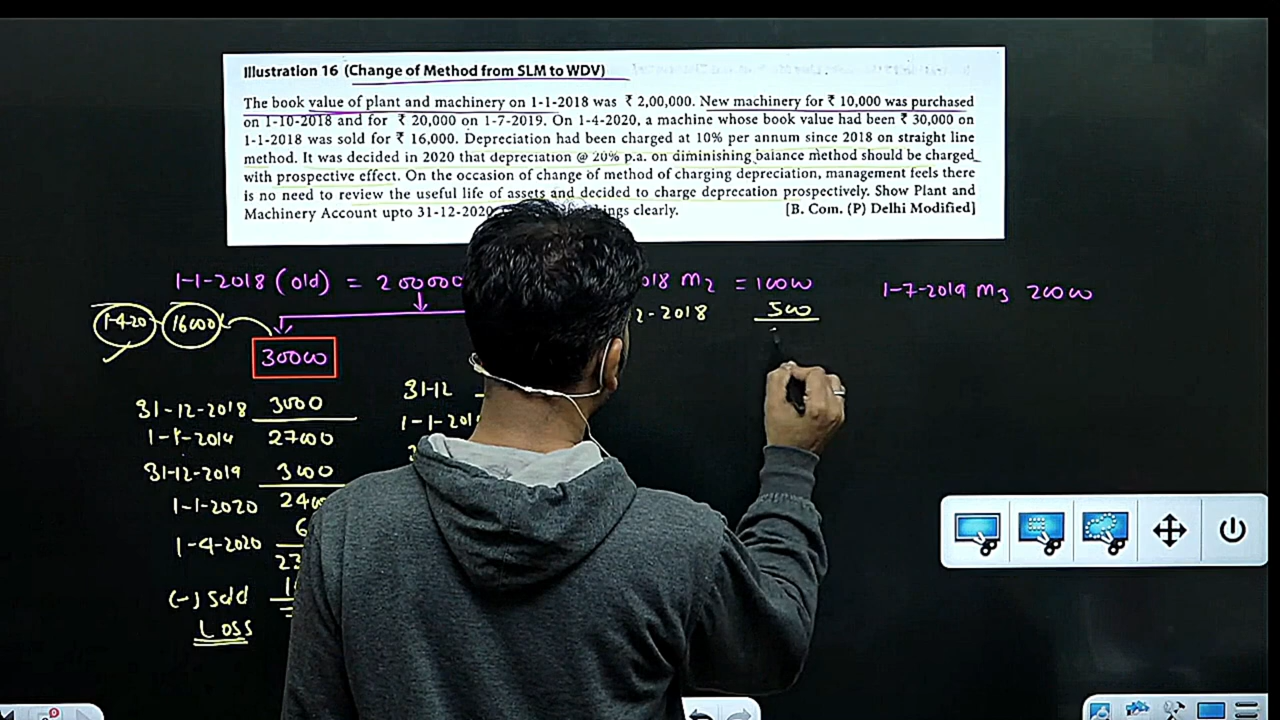 Illustration 16 (Change of Method from SLM to WDV)
The book value of plant and machinery on 1-1-2018 was ₹ 2,00,000. New machinery for ₹ 10,000 was purchased
on 1-10-2018 and for ₹ 20,000 on 1-7-2019. On 1-4-2020, a machine whose book value had been ₹ 30,000 on
1-1-2018 was sold for ₹ 16,000. Depreciation had been charged at 10% per annum since 2018 on straight line
method. It was decided in 2020 that depreciation @ 20% p.a. on diminishing balance method should be charged
with prospective effect. On the occasion of change of method of charging depreciation, management feels there
is no need to review the useful life of assets and decided to charge deprecation prospectively. Show Plant and
Machinery Account upto 31-12-2020 clearly.
[B. Com. (P) Delhi Modified]
1-1-2018 (old) = 200000
018 M2 = 10000
1-7-2019 M3 20000
1-4-20 16000
2-2018 500
30000
31-12-2018 3000
31-12
27000
31-12-2019 3000
1-1-2020
1-4-2020
(-) Sold
Loss